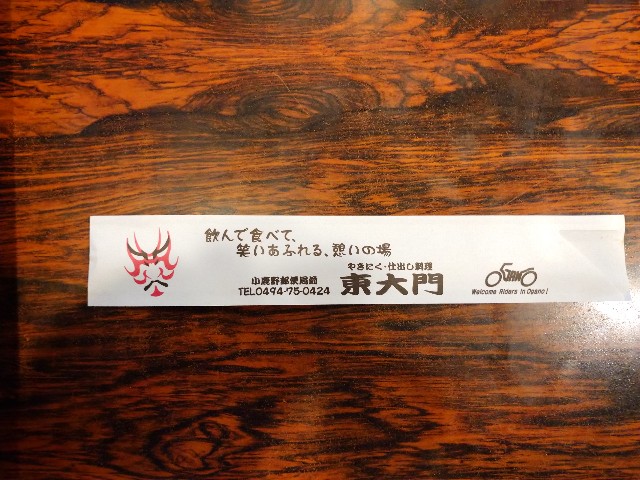 飲んで食べて、
笑いあふれる、憩いの場
小鹿野郵便局前
TEL0494-75-0424
やきにく・仕出し料理
東大門
OGANO
Welcome Riders in Ogano!